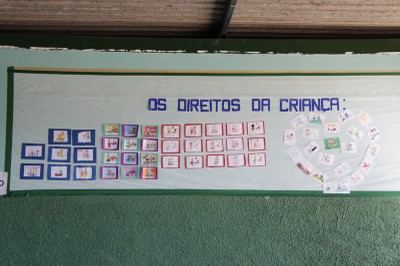 OS DIREITOS DA CRIANÇA: